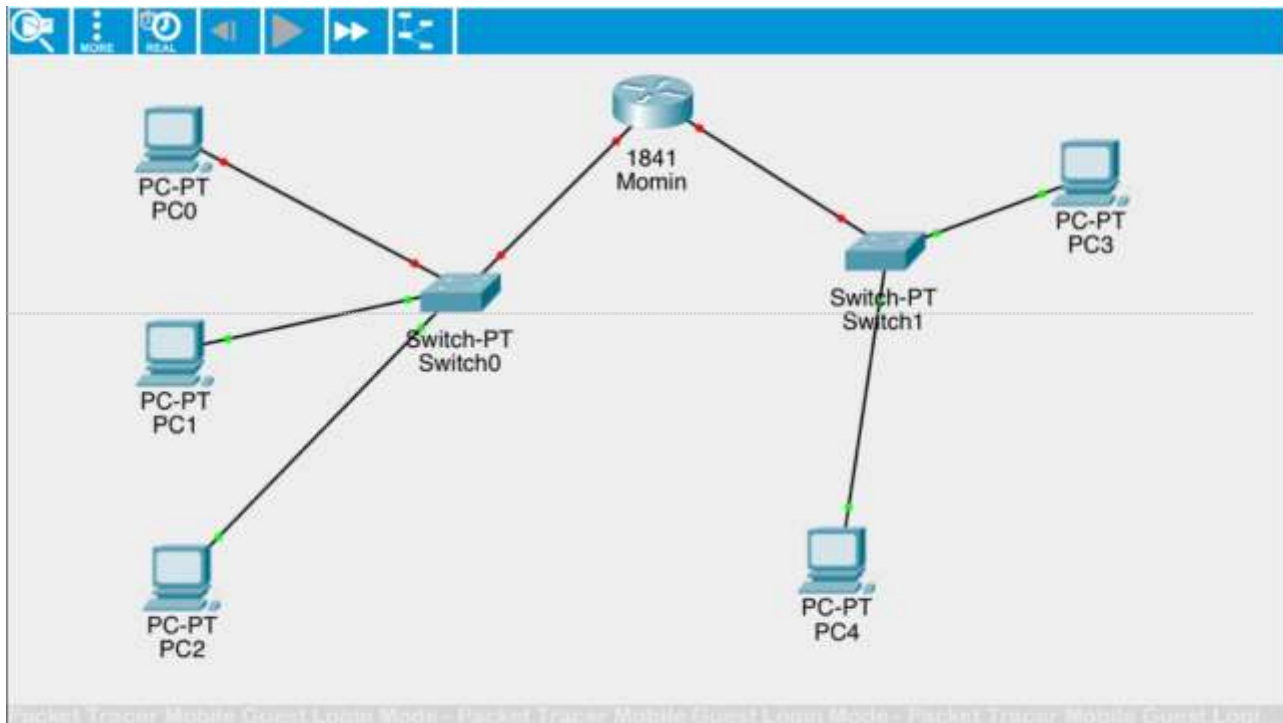 MORE
REAL
1841
Momin
PC-PT
PC0
PC-PT
PC3
Switch-PT
Switch1
Switch-PT
Switch0
PC-PT
PC1
PC-PT
PC2
PC-PT
PC4
Packet Tracer Mobile Guest Login Mode - Packet Tracer Mobile Guest Login Mode - Packet Tracer Mobile Guest Logi